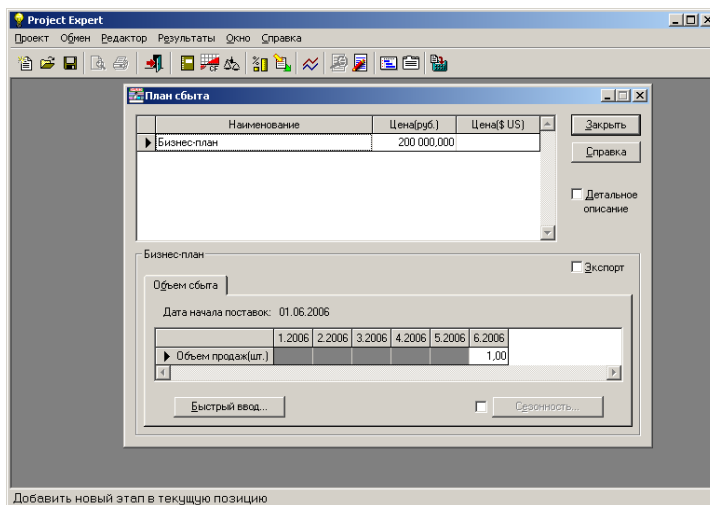 Project Expert
Проект Обмен Редактор Результаты Окно Справка
План сбыта
Наименование Цена(руб.) Цена($ US)
Бизнес-план 200 000,000
Закрыть
Справка
Детальное
описание
Бизнес-план
Экспорт
Объем сбыта
Дата начала поставок: 01.06.2006
1.2006 2.2006 3.2006 4.2006 5.2006 6.2006
Объем продаж(шт.) 1,00
Быстрый ввод... Сезонность...
Добавить новый этап в текущую позицию